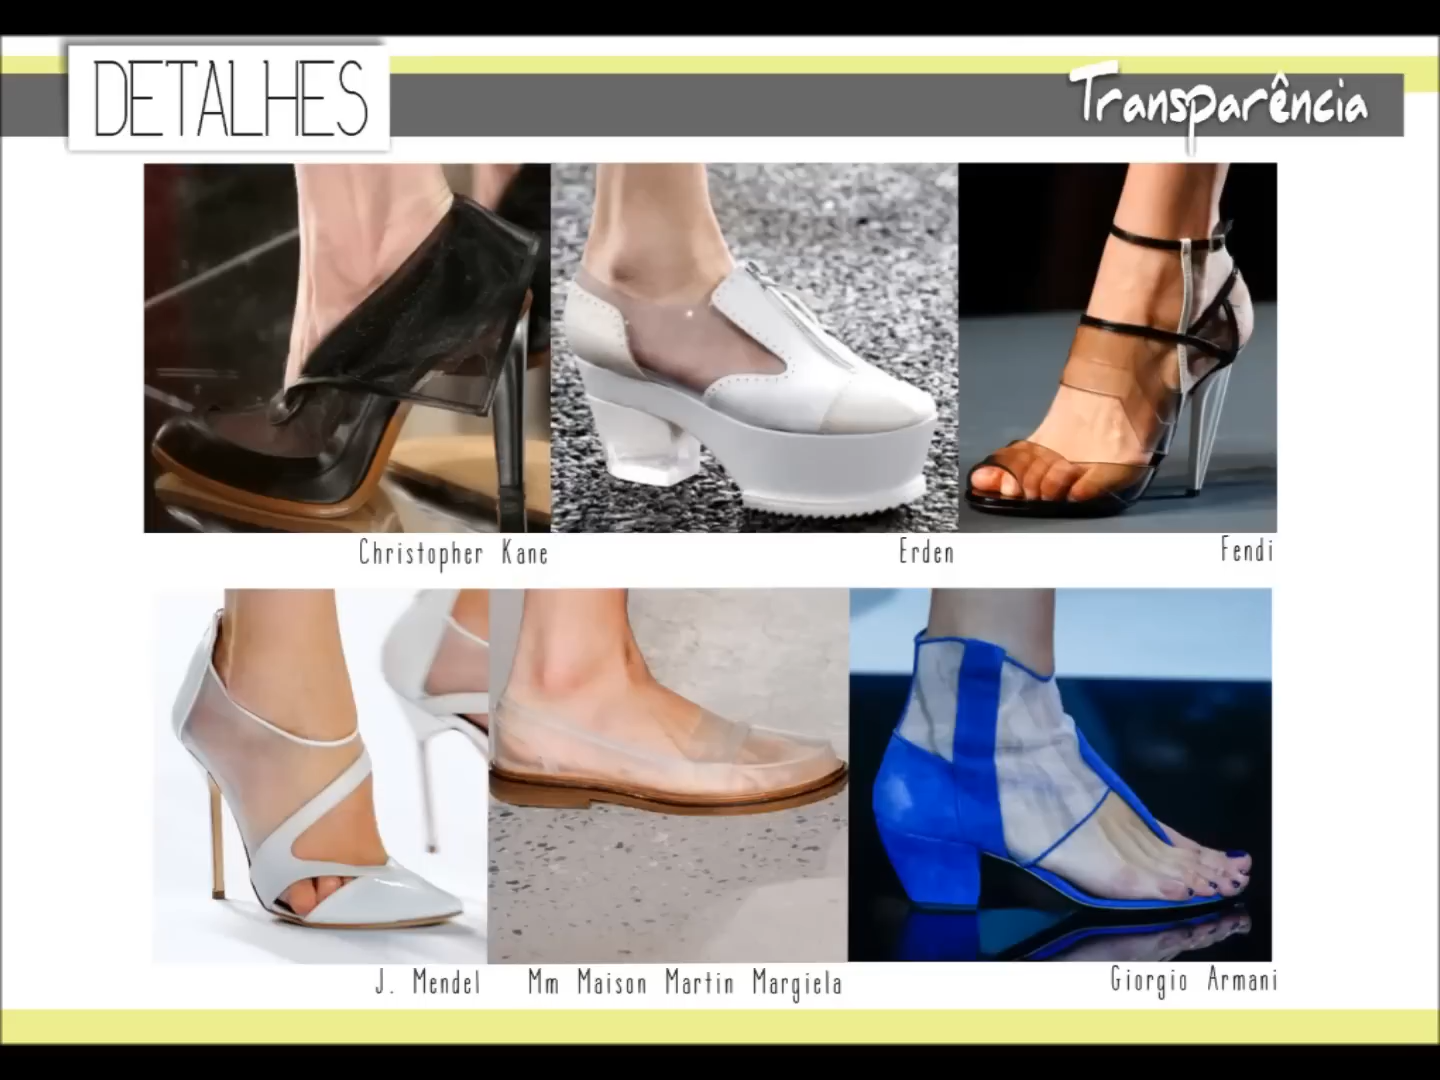 DETALHES
Transparência
Christopher Kane
Erden
Fendi
J. Mendel
Mm Maison Martin Margiela
Giorgio Armani